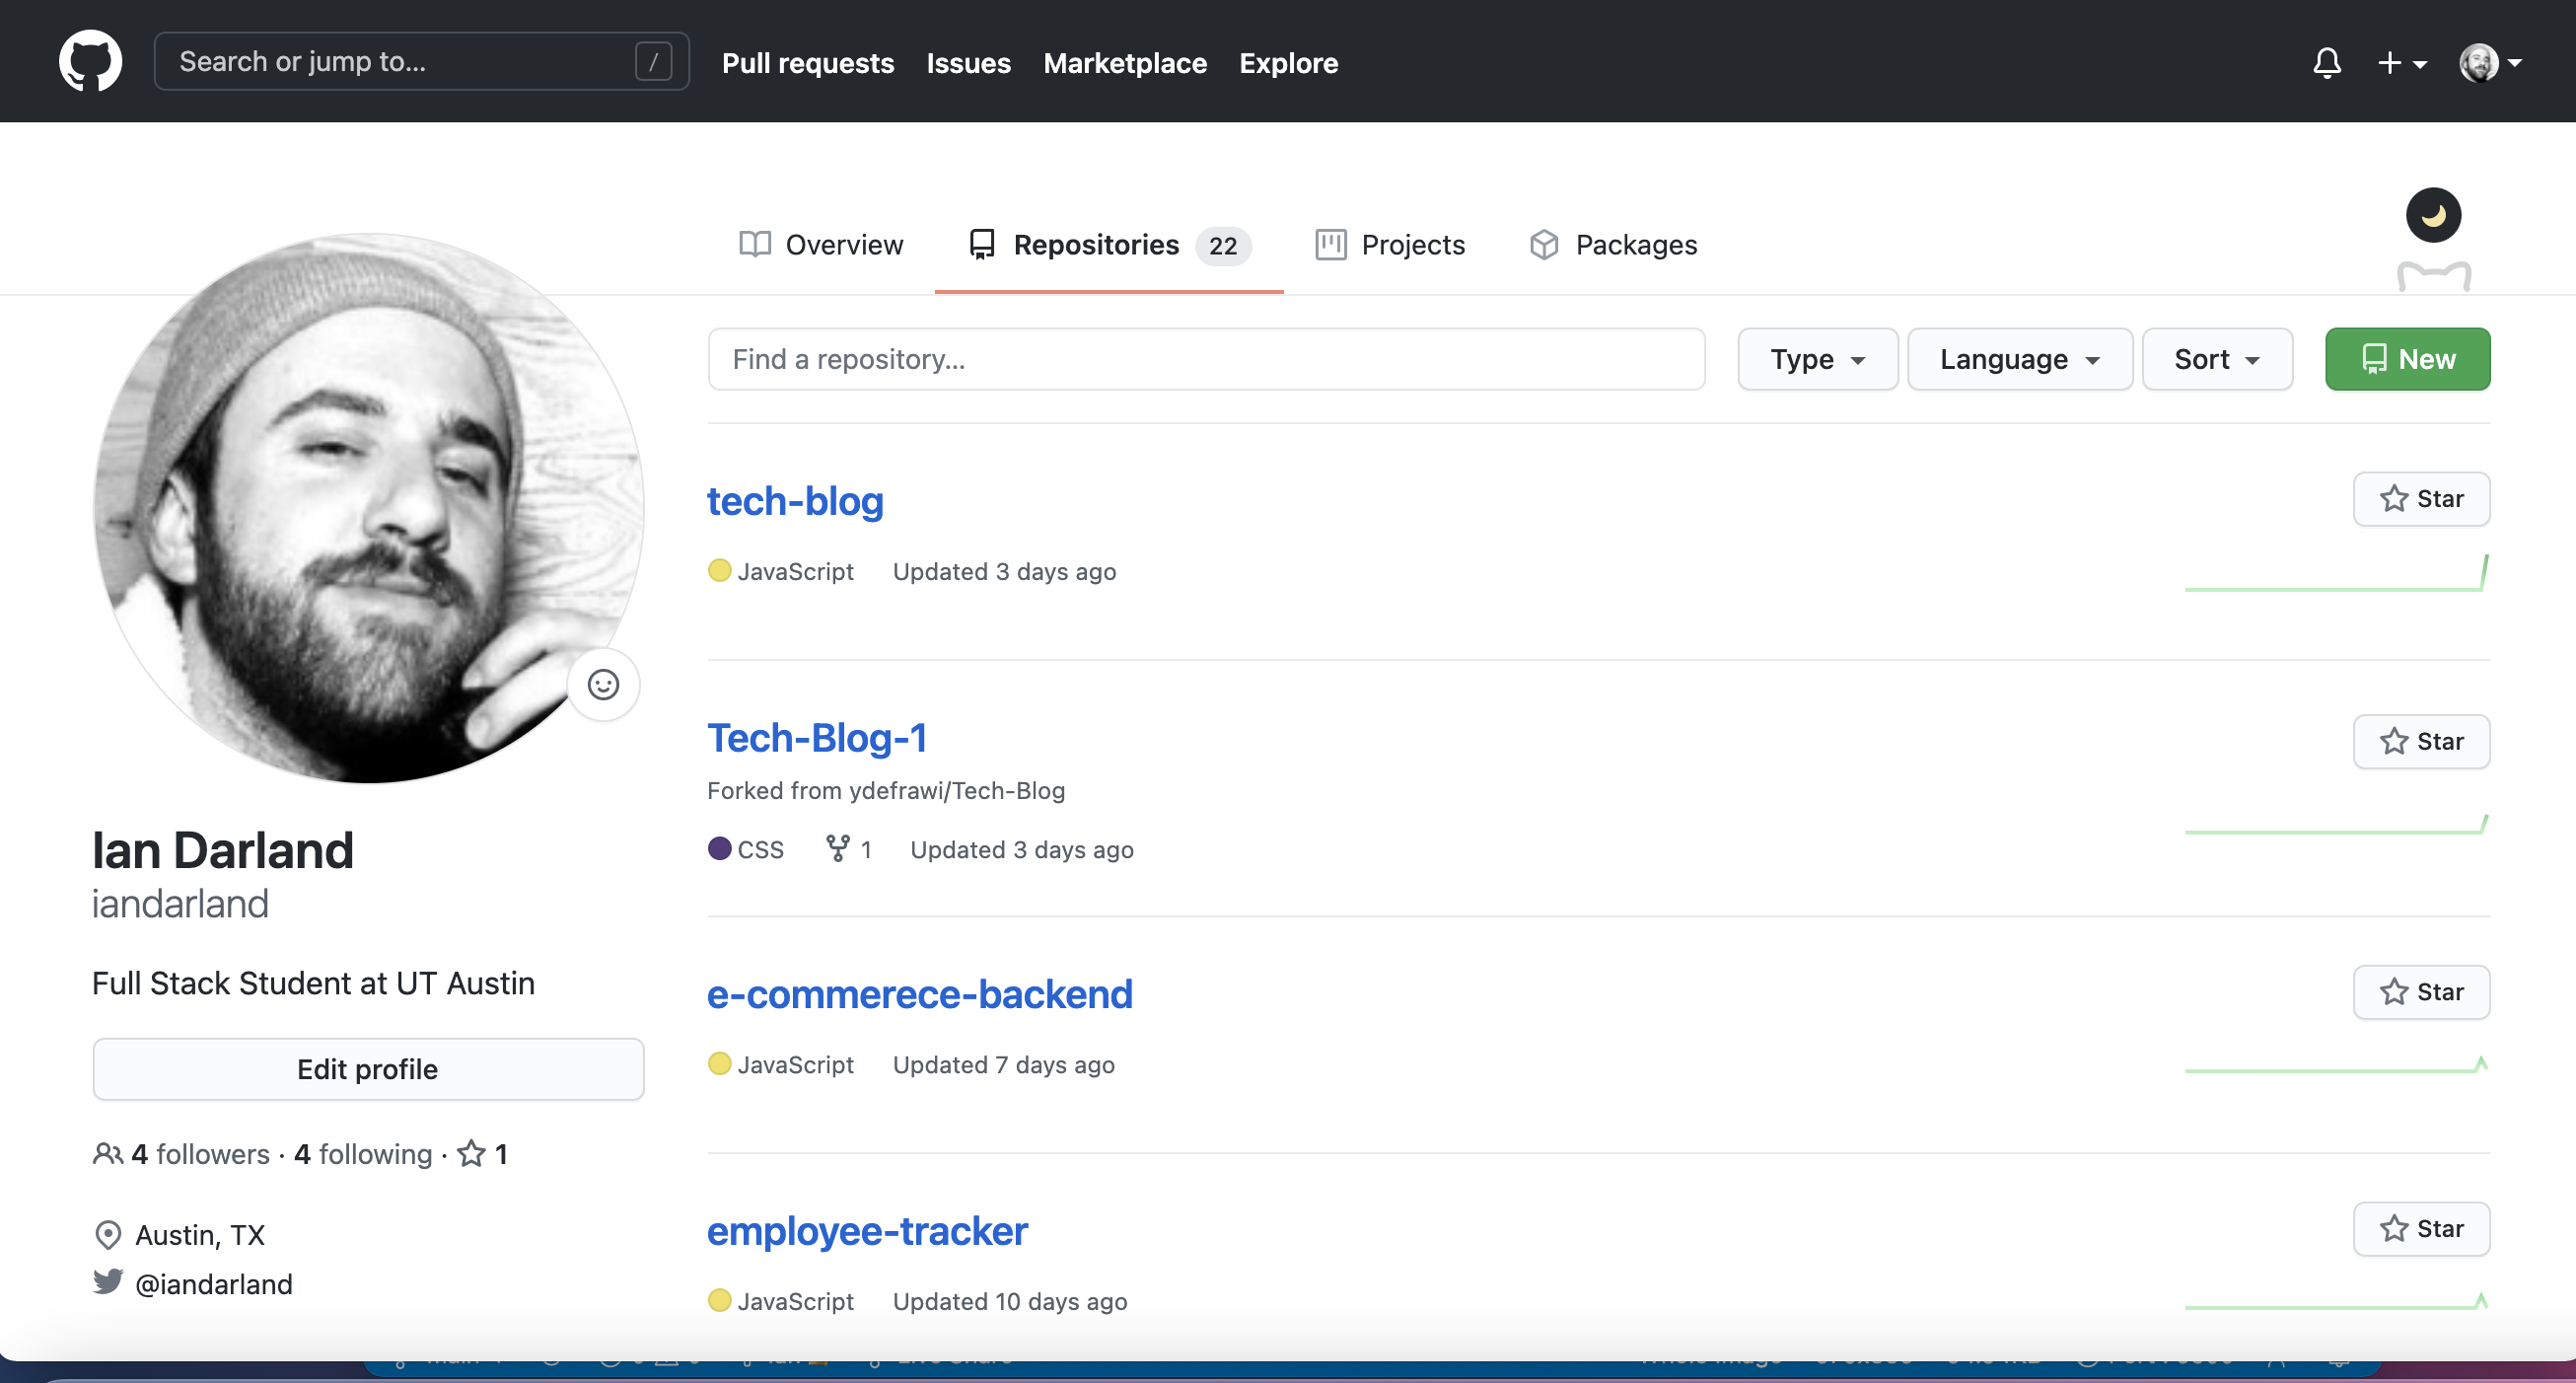 Search or jump to... /
Pull requests Issues Marketplace Explore
Overview Repositories 22 Projects Packages
Find a repository... Type Language Sort New
tech-blog Star
JavaScript Updated 3 days ago
Tech-Blog-1 Star
Forked from ydefrawi/Tech-Blog
CSS 1 Updated 3 days ago
e-commerece-backend Star
JavaScript Updated 7 days ago
employee-tracker Star
JavaScript Updated 10 days ago
Ian Darland
iandarland
Full Stack Student at UT Austin
Edit profile
4 followers · 4 following · 1
Austin, TX
@iandarland